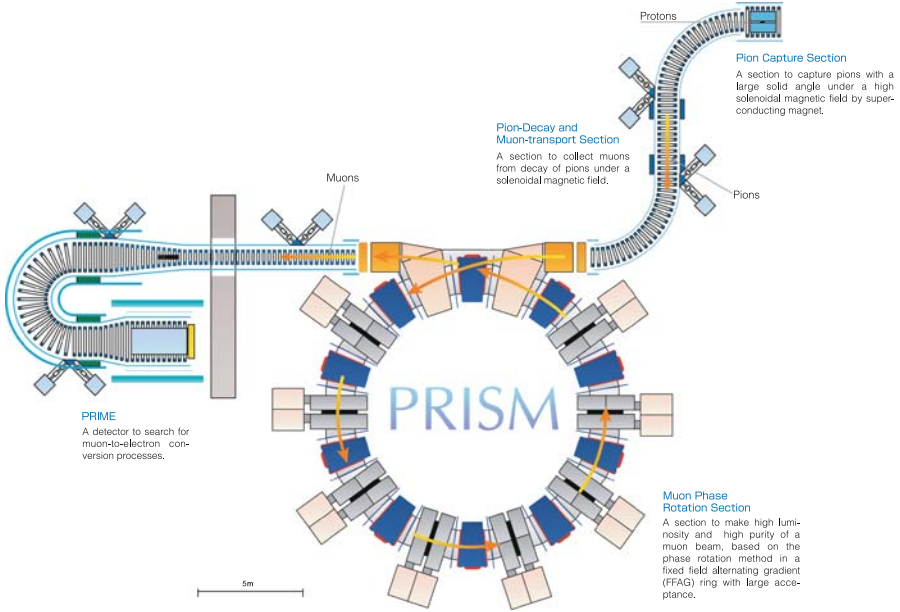 Protons
Pion Capture Section
A section to capture pions with a
large solid angle under a high
solenoidal magnetic field by super-
conducting magnet.
Pion-Decay and
Muon-transport Section
A section to collect muons
from decay of pions under a
solenoidal magnetic field.
Pions
Muons
PRISM
PRIME
A detector to search for
muon-to-electron con-
version processes.
Muon Phase
Rotation Section
A section to make high lumi-
nosity and high purity of a
muon beam, based on the
phase rotation method in a
fixed field alternating gradient
(FFAG) ring with large acce-
ptance.
5m